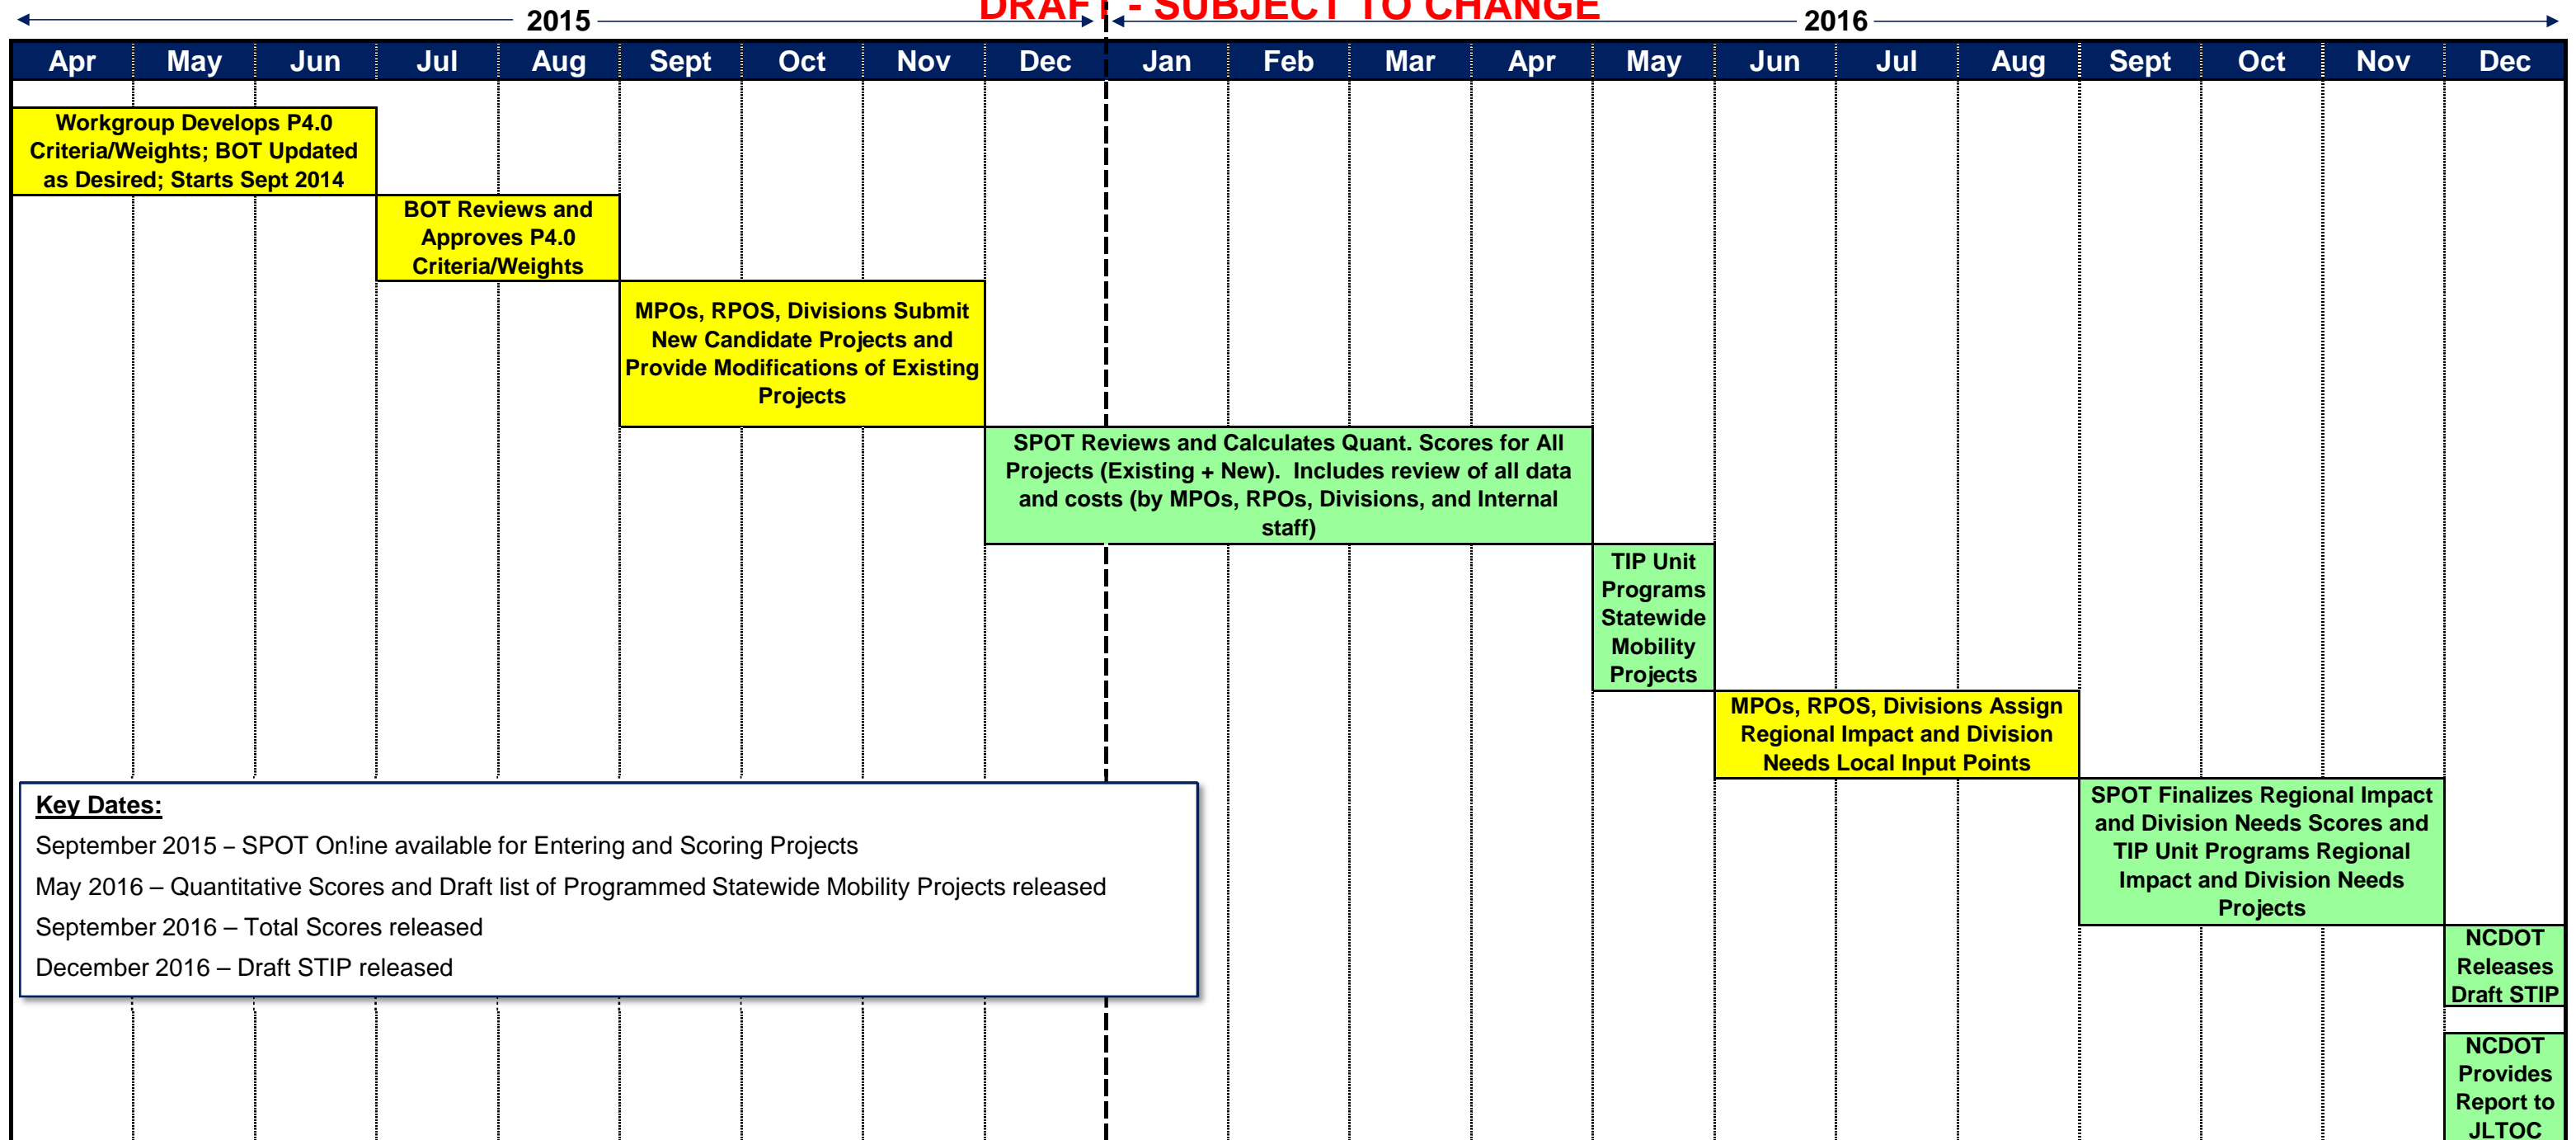 DRAFT - SUBJECT TO CHANGE
2015 2016
Apr May Jun Jul Aug Sept Oct Nov Dec Jan Feb Mar Apr May Jun Jul Aug Sept Oct Nov Dec
Workgroup Develops P4.0
Criteria/Weights; BOT Updated
as Desired; Starts Sept 2014
BOT Reviews and
Approves P4.0
Criteria/Weights
MPOs, RPOS, Divisions Submit
New Candidate Projects and
Provide Modifications of Existing
Projects
SPOT Reviews and Calculates Quant. Scores for All
Projects (Existing + New).  Includes review of all data
and costs (by MPOs, RPOs, Divisions, and Internal
staff)
TIP Unit
Programs
Statewide
Mobility
Projects
MPOs, RPOS, Divisions Assign
Regional Impact and Division
Needs Local Input Points
SPOT Finalizes Regional Impact
and Division Needs Scores and
TIP Unit Programs Regional
Impact and Division Needs
Projects
NCDOT
Releases
Draft STIP
NCDOT
Provides
Report to
JLTOC
Key Dates:
September 2015 – SPOT On!ine available for Entering and Scoring Projects
May 2016 – Quantitative Scores and Draft list of Programmed Statewide Mobility Projects released
September 2016 – Total Scores released
December 2016 – Draft STIP released